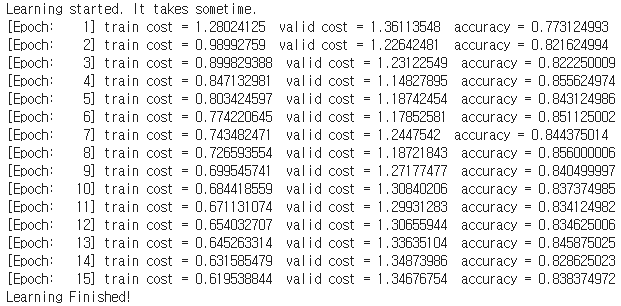 Learning started. It takes sometime.
[Epoch:    1] train cost = 1.28024125  valid cost = 1.36113548  accuracy = 0.773124993
[Epoch:    2] train cost = 0.98992759  valid cost = 1.22642481  accuracy = 0.821624994
[Epoch:    3] train cost = 0.899829388  valid cost = 1.23122549  accuracy = 0.822250009
[Epoch:    4] train cost = 0.847132981  valid cost = 1.14827895  accuracy = 0.855624974
[Epoch:    5] train cost = 0.803424597  valid cost = 1.18742454  accuracy = 0.843124986
[Epoch:    6] train cost = 0.774220645  valid cost = 1.17852581  accuracy = 0.851125002
[Epoch:    7] train cost = 0.743482471  valid cost = 1.2447542  accuracy = 0.844375014
[Epoch:    8] train cost = 0.726593554  valid cost = 1.18721843  accuracy = 0.856000006
[Epoch:    9] train cost = 0.699545741  valid cost = 1.27177477  accuracy = 0.840499997
[Epoch:   10] train cost = 0.684418559  valid cost = 1.30840206  accuracy = 0.837374985
[Epoch:   11] train cost = 0.671131074  valid cost = 1.29931283  accuracy = 0.834124982
[Epoch:   12] train cost = 0.654032707  valid cost = 1.30655944  accuracy = 0.834625006
[Epoch:   13] train cost = 0.645263314  valid cost = 1.33635104  accuracy = 0.845875025
[Epoch:   14] train cost = 0.631585479  valid cost = 1.34873986  accuracy = 0.828625023
[Epoch:   15] train cost = 0.619538844  valid cost = 1.34676754  accuracy = 0.838374972
Learning Finished!